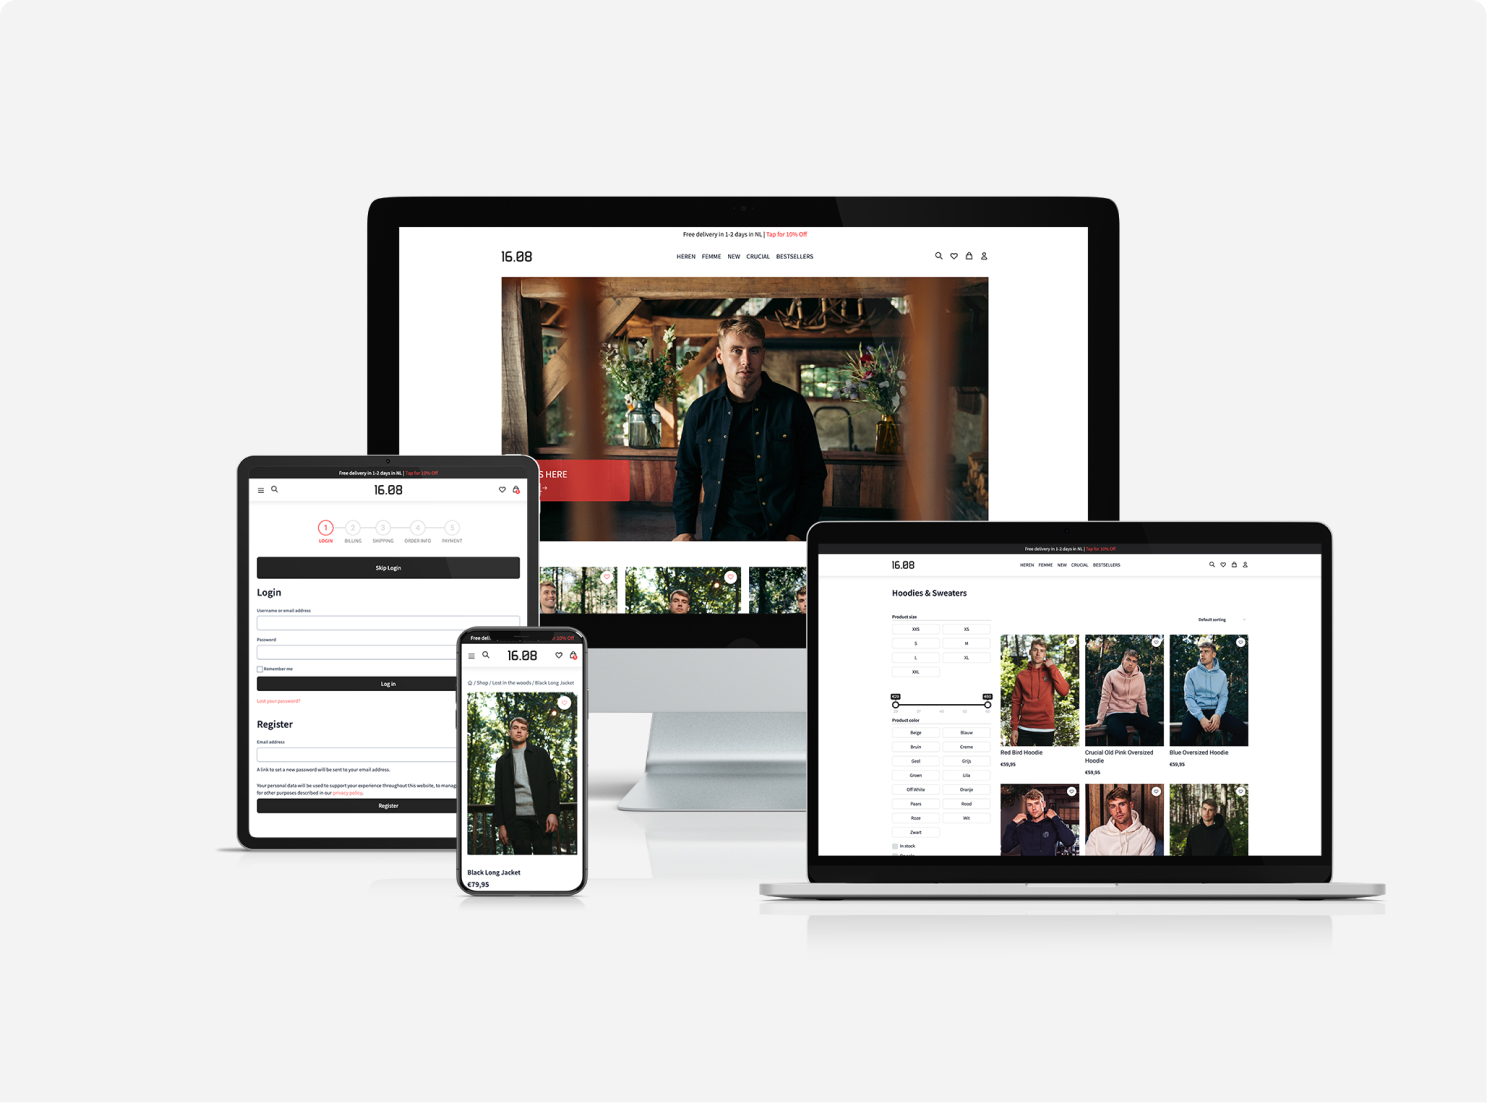 Free delivery in 1-2 days in NL | Tap for 10% Off
16.08
HEREN FEMME NEW CRUCIAL BESTSELLERS
S HERE
Free delivery in 1-2 days in NL | Tap for 10% Off
16.08
1 2 3 4 5
LOGIN BILLING SHIPPING ORDER INFO PAYMENT
Skip Login
Login
Username or email address
Password
Remember me
Log in
Lost your password?
Register
Email address
A link to set a new password will be sent to your email address.
Your personal data will be used to support your experience throughout this website, to manag
for other purposes described in our privacy policy.
Register
Free deli 10% Off
16.08
/ Shop / Lost in the woods / Black Long Jacket
Black Long Jacket
€79,95
Free delivery in 1-2 days in NL | Tap for 10% Off
16.08
HEREN FEMME NEW CRUCIAL BESTSELLERS
Hoodies & Sweaters
Product size
XXS XS
S M
L XL
XXL
Product color
Beige Blauw
Bruin Creme
Geel Grijs
Groen Lila
Off White Oranje
Paars Rood
Roze Wit
Zwart
In stock
Default sorting
Red Bird Hoodie
€59,95
Crucial Old Pink Oversized
Hoodie
€59,95
Blue Oversized Hoodie
€59,95